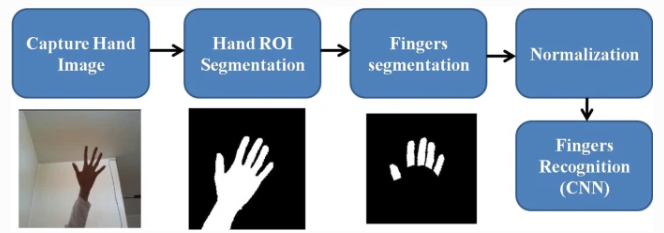 Capture Hand
Image
Hand ROI
Segmentation
Fingers
segmentation
Normalization
Fingers
Recognition
(CNN)